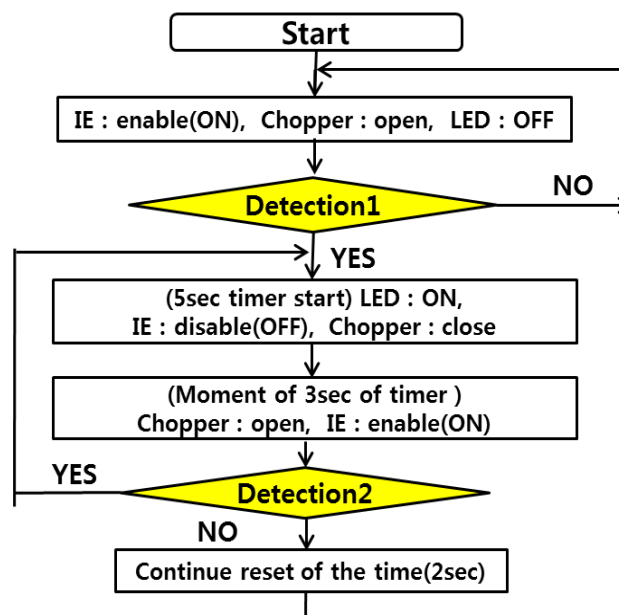 Start
IE : enable(ON), Chopper : open, LED : OFF
Detection1
NO
YES
(5sec timer start) LED : ON,
IE : disable(OFF), Chopper : close
(Moment of 3sec of timer )
Chopper : open, IE : enable(ON)
YES
Detection2
NO
Continue reset of the time(2sec)